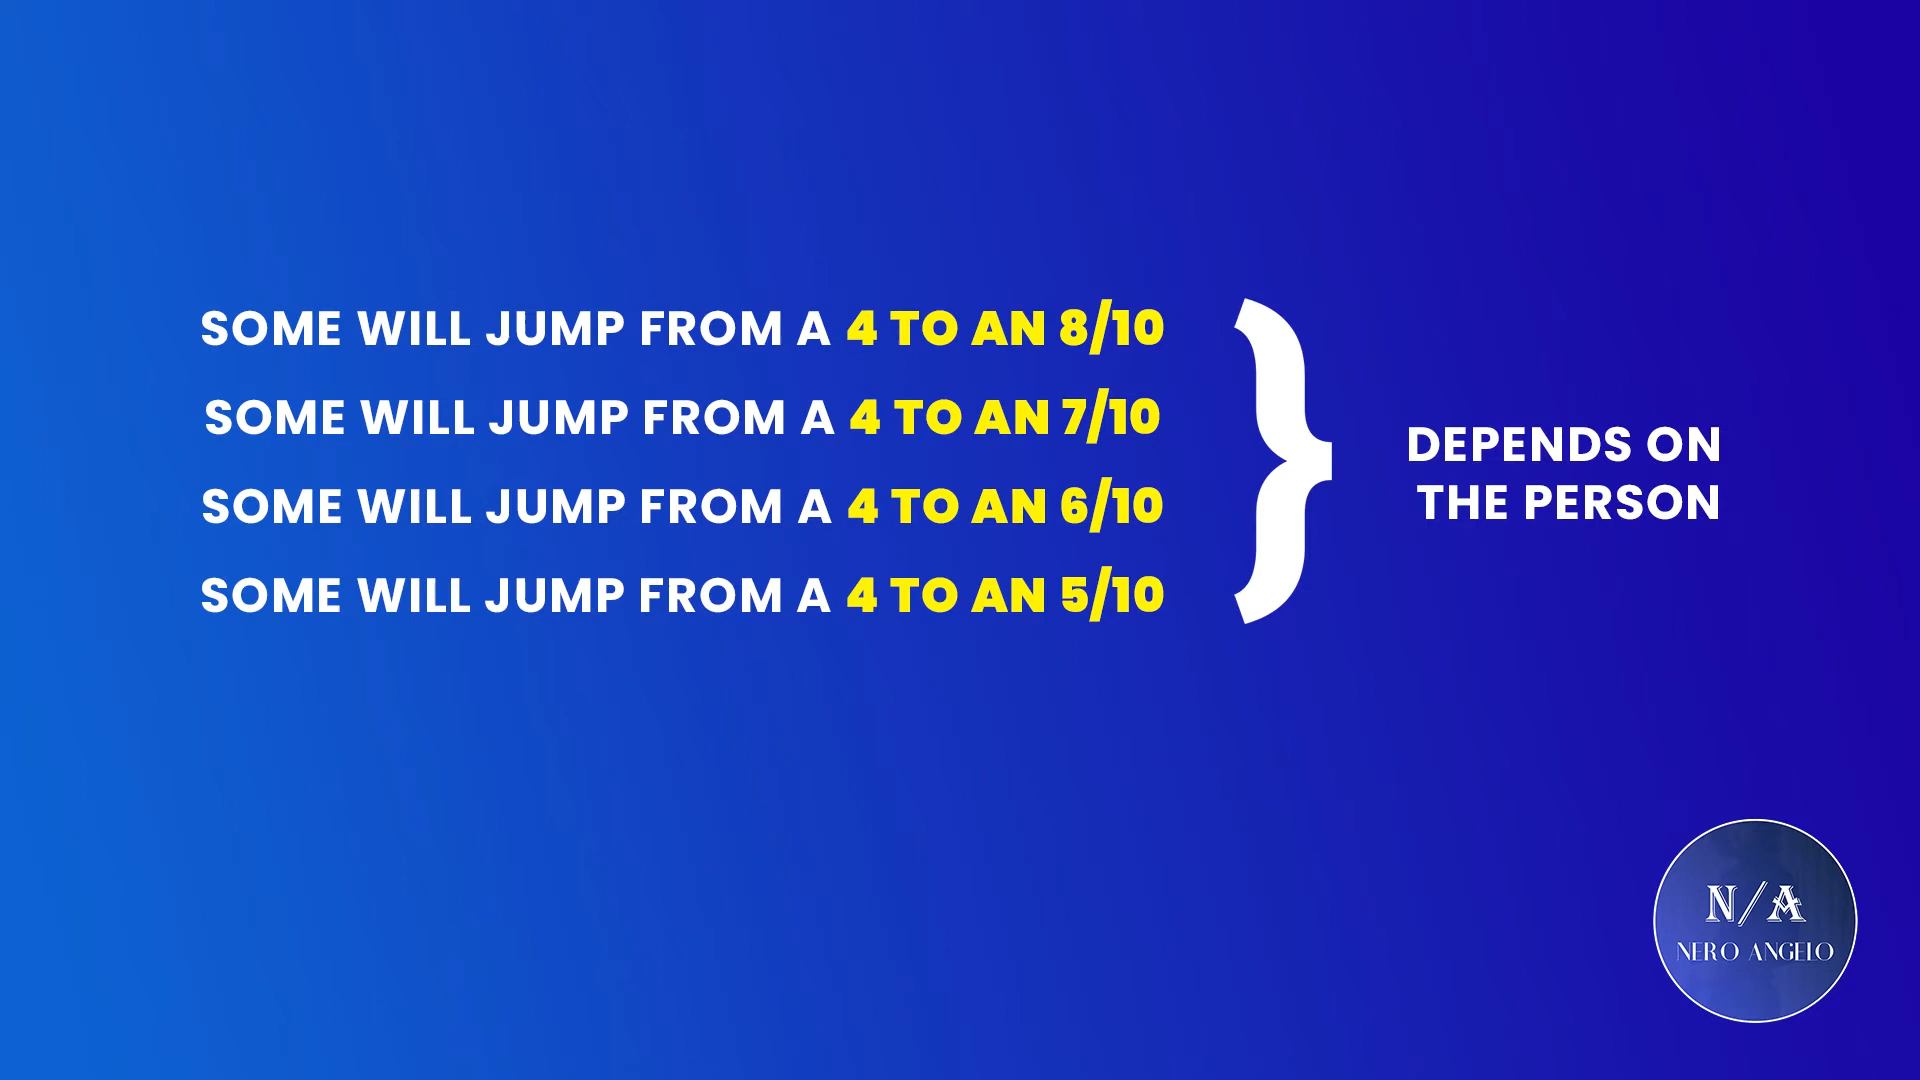 SOME WILL JUMP FROM A 4 TO AN 8/10
SOME WILL JUMP FROM A 4 TO AN 7/10
SOME WILL JUMP FROM A 4 TO AN 6/10
SOME WILL JUMP FROM A 4 TO AN 5/10
}
DEPENDS ON
THE PERSON
N/A
NERO ANGELO